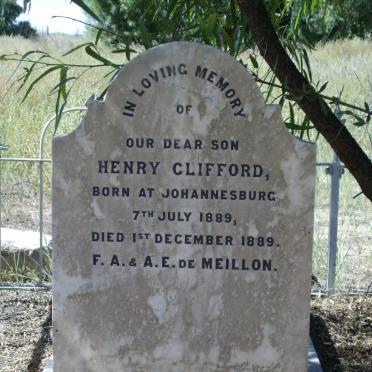 IN LOVING MEMORY
OF
OUR DEAR SON
HENRY CLIFFORD,
BORN AT JOHANNESBURG
7TH JULY 1889,
DIED 1ST DECEMBER 1889.
F. A. & A. E. DE MEILLON.